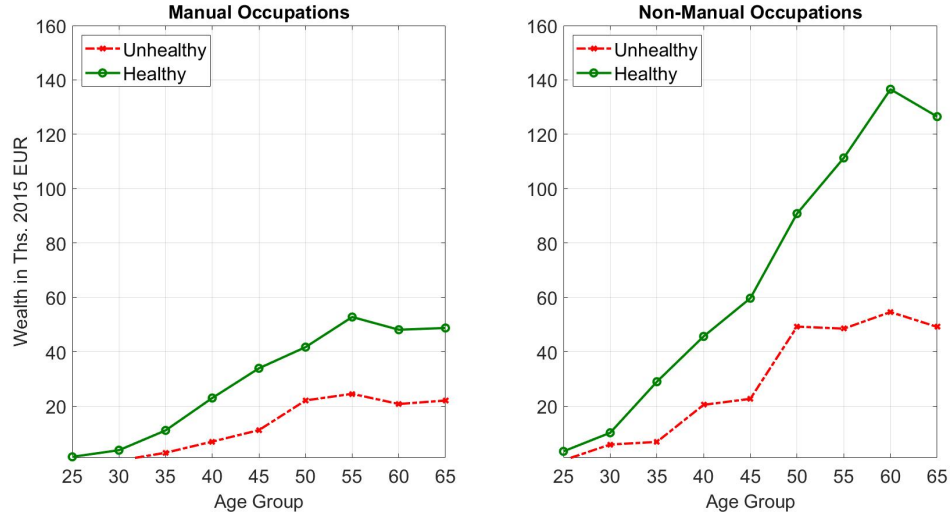 Manual Occupations
160
140
120
100
80
60
40
20
25 30 35 40 45 50 55 60 65
Age Group
Wealth in Ths. 2015 EUR
Unhealthy
Healthy
Non-Manual Occupations
160
140
120
100
80
60
40
20
25 30 35 40 45 50 55 60 65
Age Group
Unhealthy
Healthy